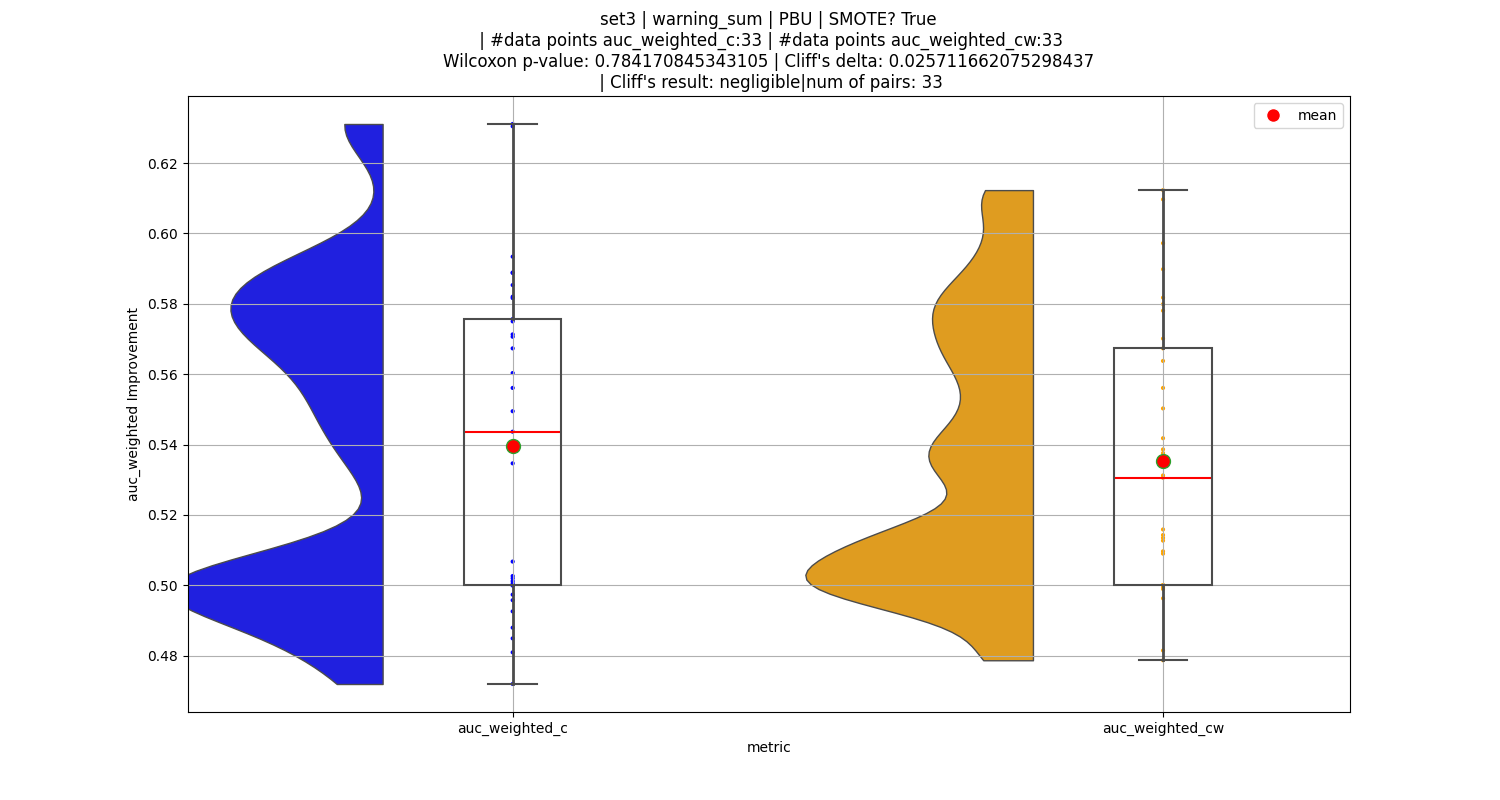 set3 | warning_sum | PBU | SMOTE? True
| #data points auc_weighted_c:33 | #data points auc_weighted_cw:33
Wilcoxon p-value: 0.784170845343105 | Cliff's delta: 0.025711662075298437
| Cliff's result: negligible|num of pairs: 33
mean
0.62
0.60
0.58
0.56
0.54
0.52
0.50
0.48
auc_weighted Improvement
auc_weighted_c
auc_weighted_cw
metric